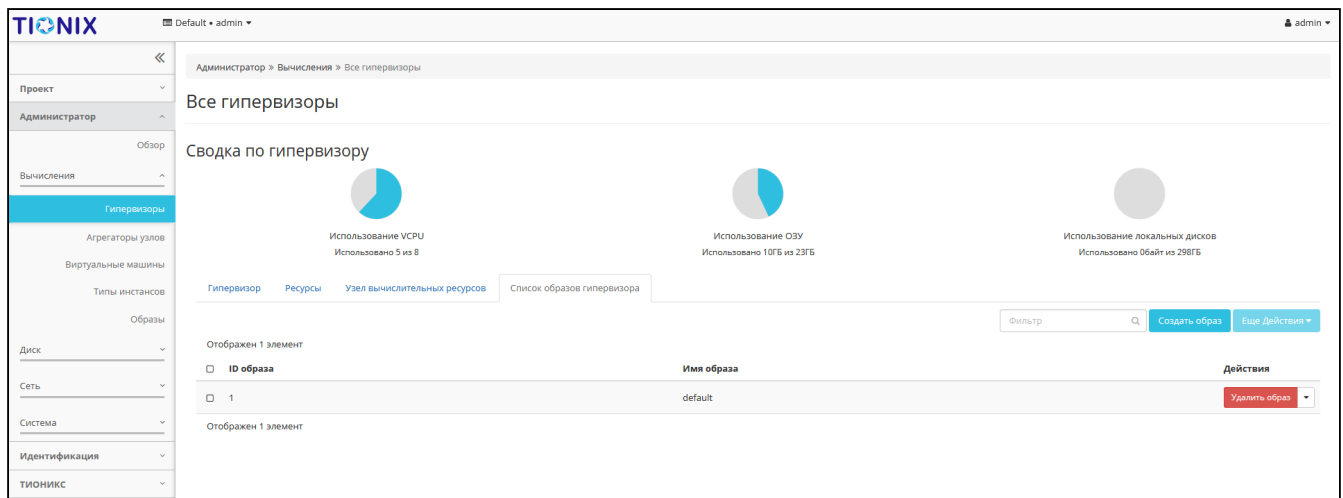 TIONIX
Default • admin
admin
Администратор » Вычисления » Все гипервизоры
Проект
Администратор
Обзор
Вычисления
Гипервизоры
Агрегаторы узлов
Виртуальные машины
Типы инстансов
Образы
Диск
Сеть
Система
Идентификация
ТИОНИКС
Все гипервизоры
Сводка по гипервизору
Использование VCPU
Использовано 5 из 8
Использование ОЗУ
Использовано 10ГБ из 23ГБ
Использование локальных дисков
Использовано 0байт из 298ГБ
Гипервизор Ресурсы Узел вычислительных ресурсов Список образов гипервизора
Фильтр Создать образ Еще Действия
Отображен 1 элемент
ID образа Имя образа Действия
1 default Удалить образ
Отображен 1 элемент